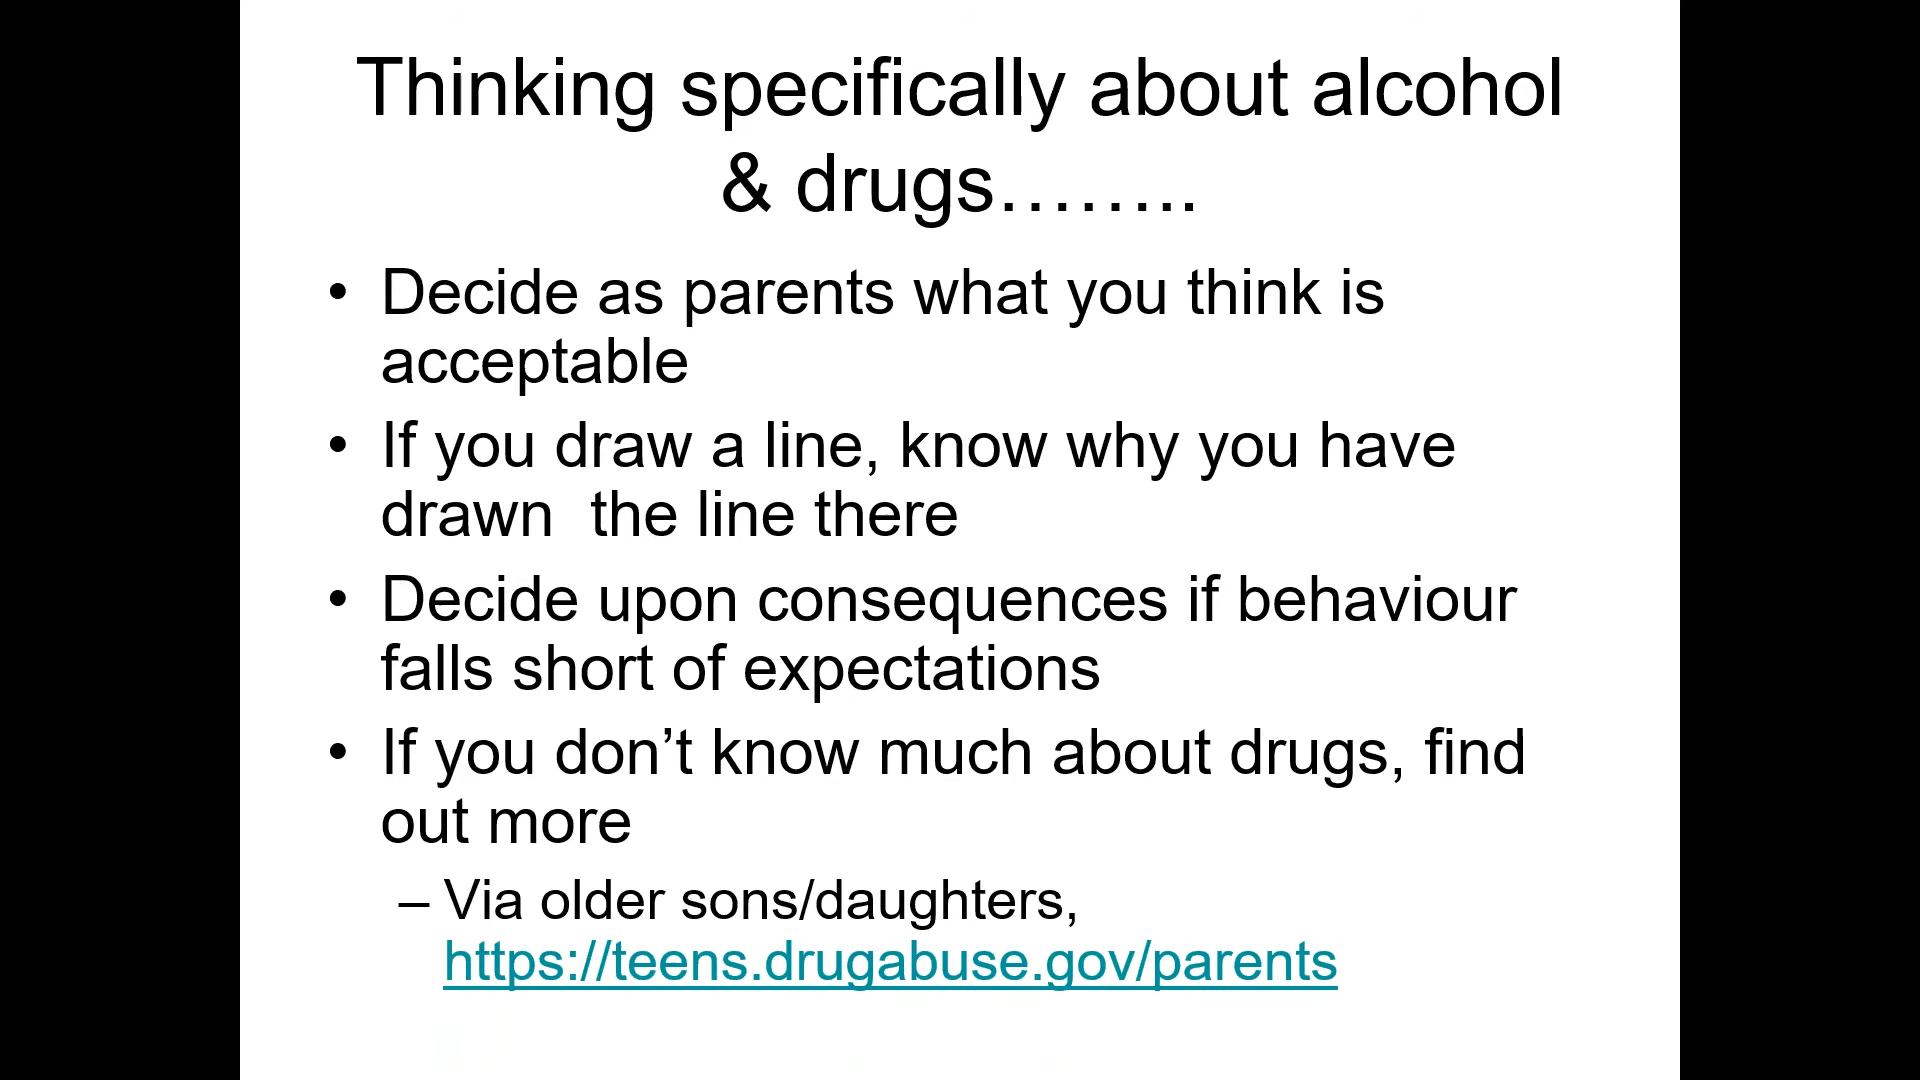 Thinking specifically about alcohol
& drugs……..
• Decide as parents what you think is
acceptable
• If you draw a line, know why you have
drawn  the line there
• Decide upon consequences if behaviour
falls short of expectations
• If you don’t know much about drugs, find
out more
– Via older sons/daughters,
https://teens.drugabuse.gov/parents